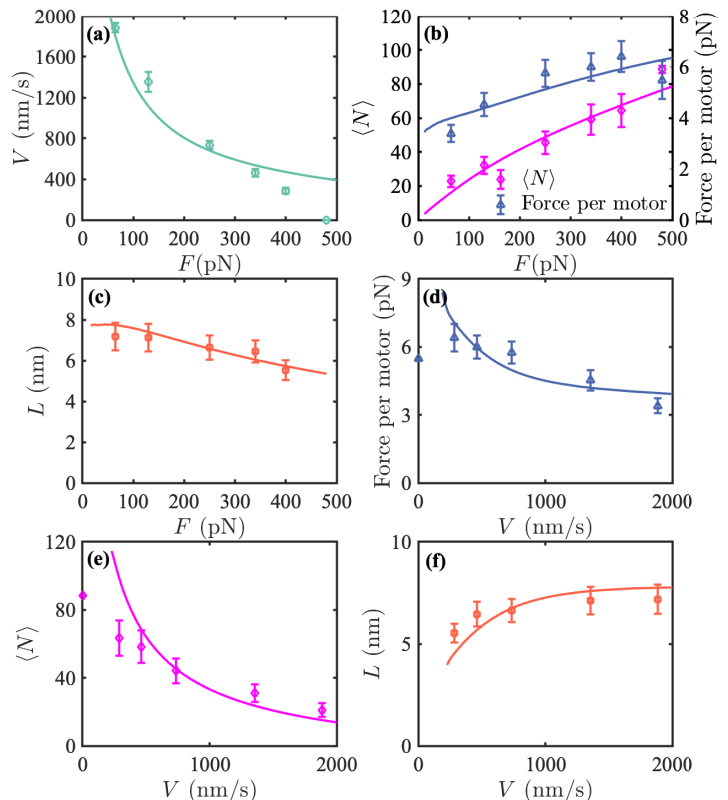 (a)
2000
1600
1200
800
400
0
V (nm/s)
0 100 200 300 400 500
F(pN)
(b)
120
100
80
60
40
20
0
⟨N⟩
8
6
4
2
0
Force per motor (pN)
⟨N⟩
Force per motor
0 100 200 300 400 500
F(pN)
(c)
10
8
6
4
2
0
L (nm)
0 100 200 300 400 500
F (pN)
(d)
9
6
3
0
Force per motor (pN)
0 1000 2000
V (nm/s)
(e)
120
80
40
0
⟨N⟩
0 1000 2000
V (nm/s)
(f)
10
5
0
L (nm)
0 1000 2000
V (nm/s)